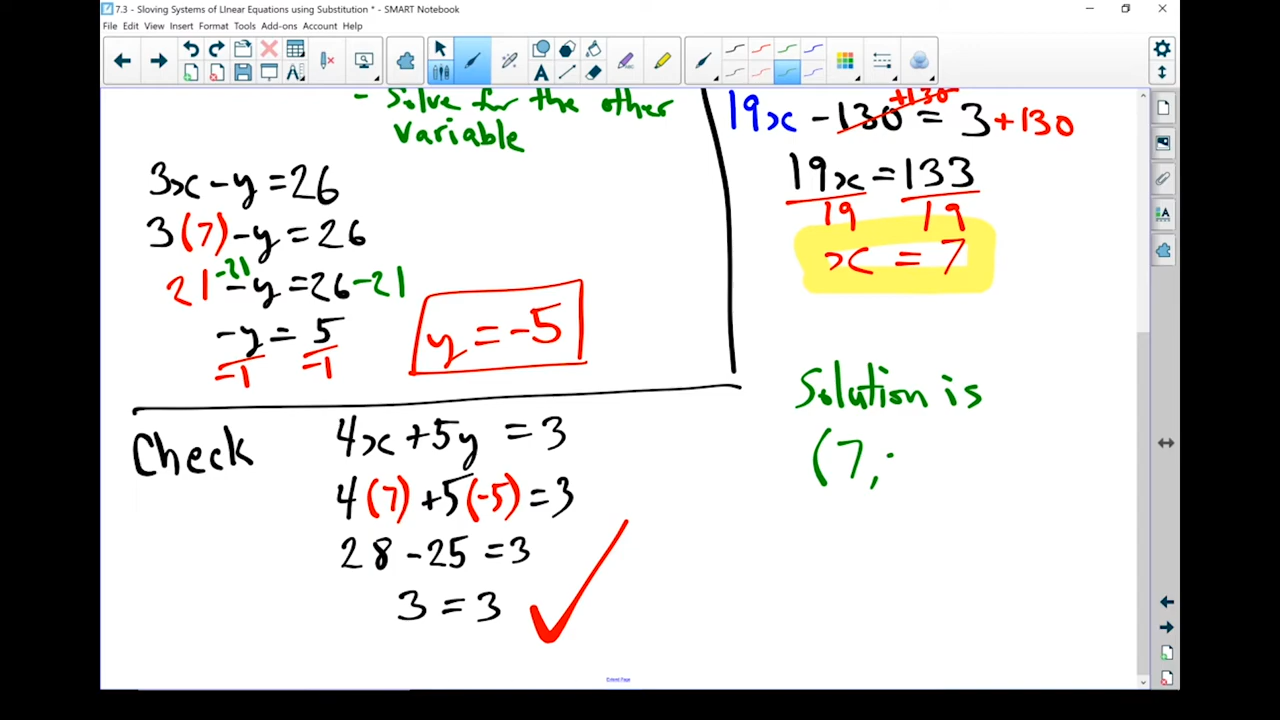 7.3 - Sloving Systems of LInear Equations using Substitution * - SMART Notebook
File Edit View Insert Format Tools Add-ons Account Help
- Solve for the other
variable
3x - y = 26
3(7) - y = 26
21 -21 - y = 26 -21
-y = 5
-1 -1
y = -5
19x - 130 +130 = 3 +130
19x = 133
19 19
x = 7
Check
4x + 5y = 3
4(7) + 5(-5) = 3
28 - 25 = 3
3 = 3
Solution is
(7,
Extend Page